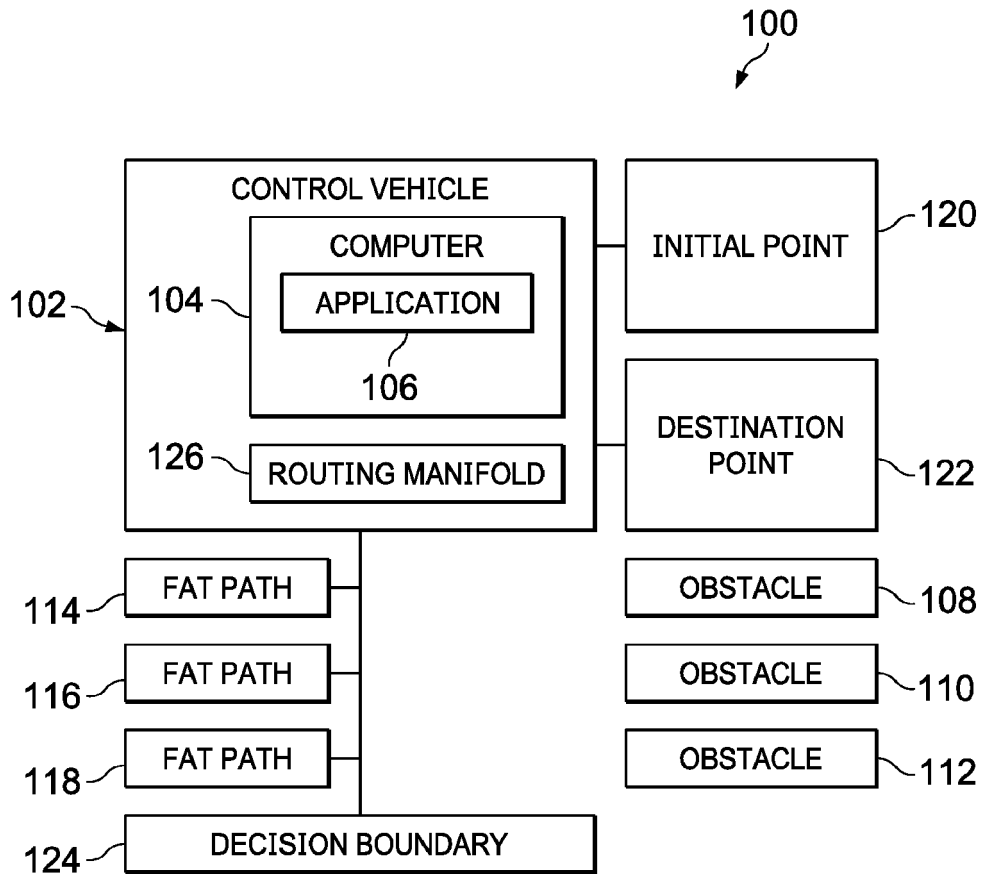 100
CONTROL VEHICLE
COMPUTER
APPLICATION
102
104
106
126
ROUTING MANIFOLD
INITIAL POINT
120
DESTINATION
POINT
122
114
FAT PATH
OBSTACLE
108
116
FAT PATH
OBSTACLE
110
118
FAT PATH
OBSTACLE
112
124
DECISION BOUNDARY